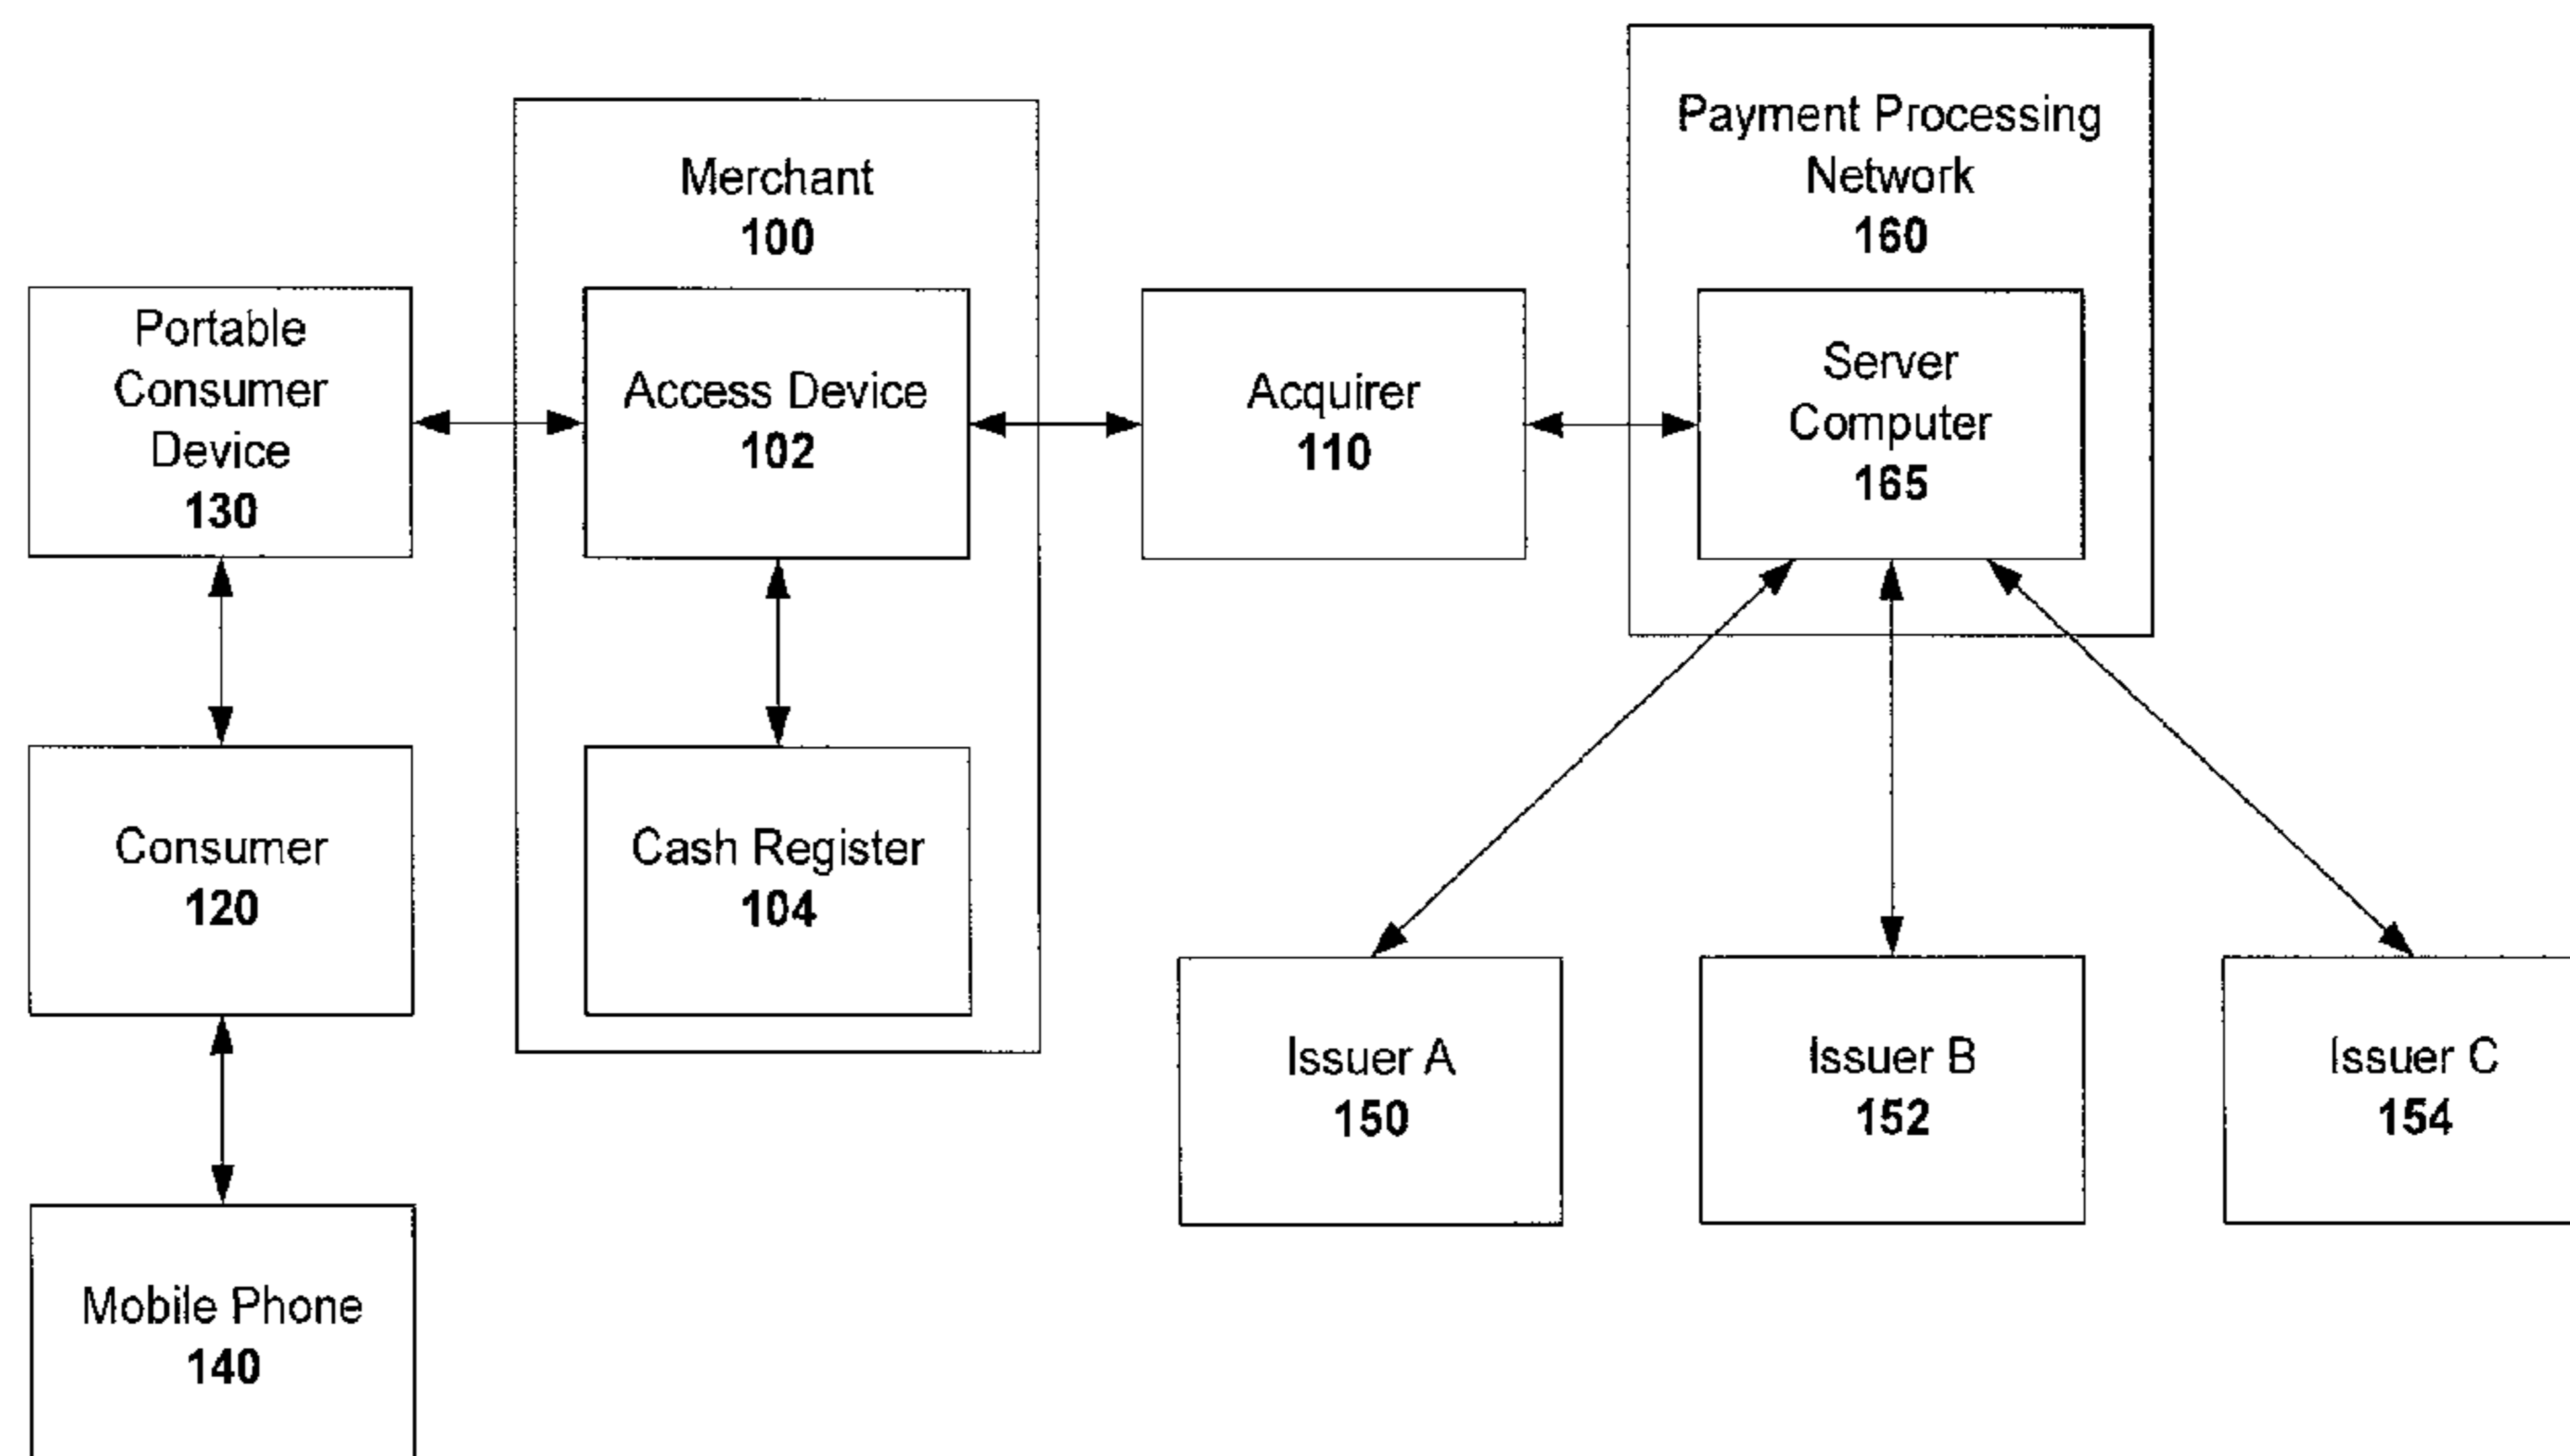 Payment Processing
Network
160
Merchant
100
Portable
Consumer
Device
130
Access Device
102
Acquirer
110
Server
Computer
165
Consumer
120
Cash Register
104
Issuer A
150
Issuer B
152
Issuer C
154
Mobile Phone
140